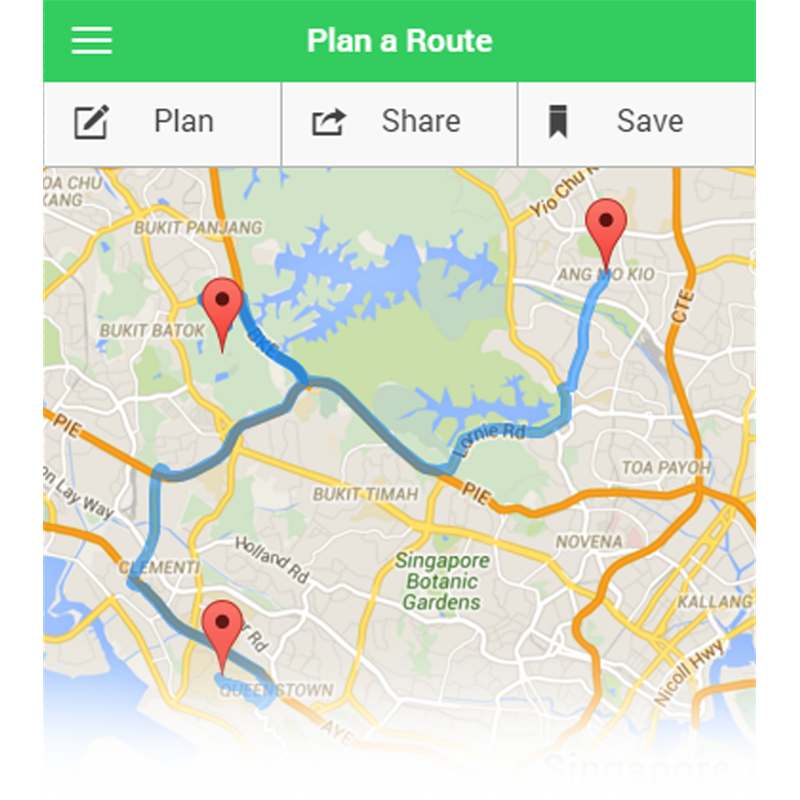 Plan a Route
Plan
Share
Save
OA CHU
KANG
Yio Chu
BUKIT PANJANG
ANG MO KIO
CTE
BUKIT BATOK
BKE
PIE
Lornie Rd
TOA PAYOH
on Lay Way
BUKIT TIMAH
PIE
NOVENA
Holland Rd
CLEMENTI
Singapore
Botanic
Gardens
KALLANG
Rd
Nicoll Hwy
QUEENSTOWN
AYE
Singapore